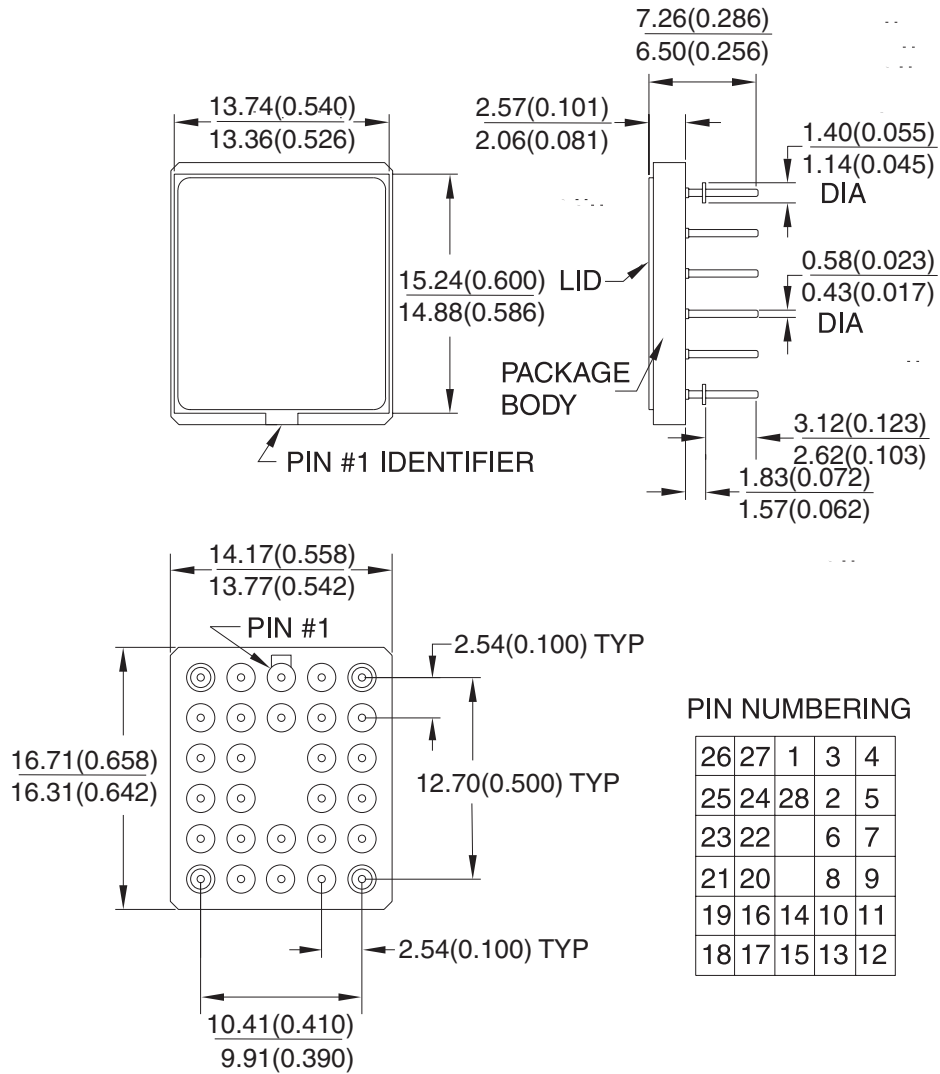 7.26(0.286)
6.50(0.256)
13.74(0.540)
13.36(0.526)
2.57(0.101)
2.06(0.081)
1.40(0.055)
1.14(0.045)
DIA
15.24(0.600)
14.88(0.586)
LID
0.58(0.023)
0.43(0.017)
DIA
PACKAGE
BODY
PIN #1 IDENTIFIER
3.12(0.123)
2.62(0.103)
1.83(0.072)
1.57(0.062)
14.17(0.558)
13.77(0.542)
PIN #1
2.54(0.100) TYP
16.71(0.658)
16.31(0.642)
12.70(0.500) TYP
2.54(0.100) TYP
10.41(0.410)
9.91(0.390)
PIN NUMBERING
26 27 1 3 4
25 24 28 2 5
23 22 6 7
21 20 8 9
19 16 14 10 11
18 17 15 13 12